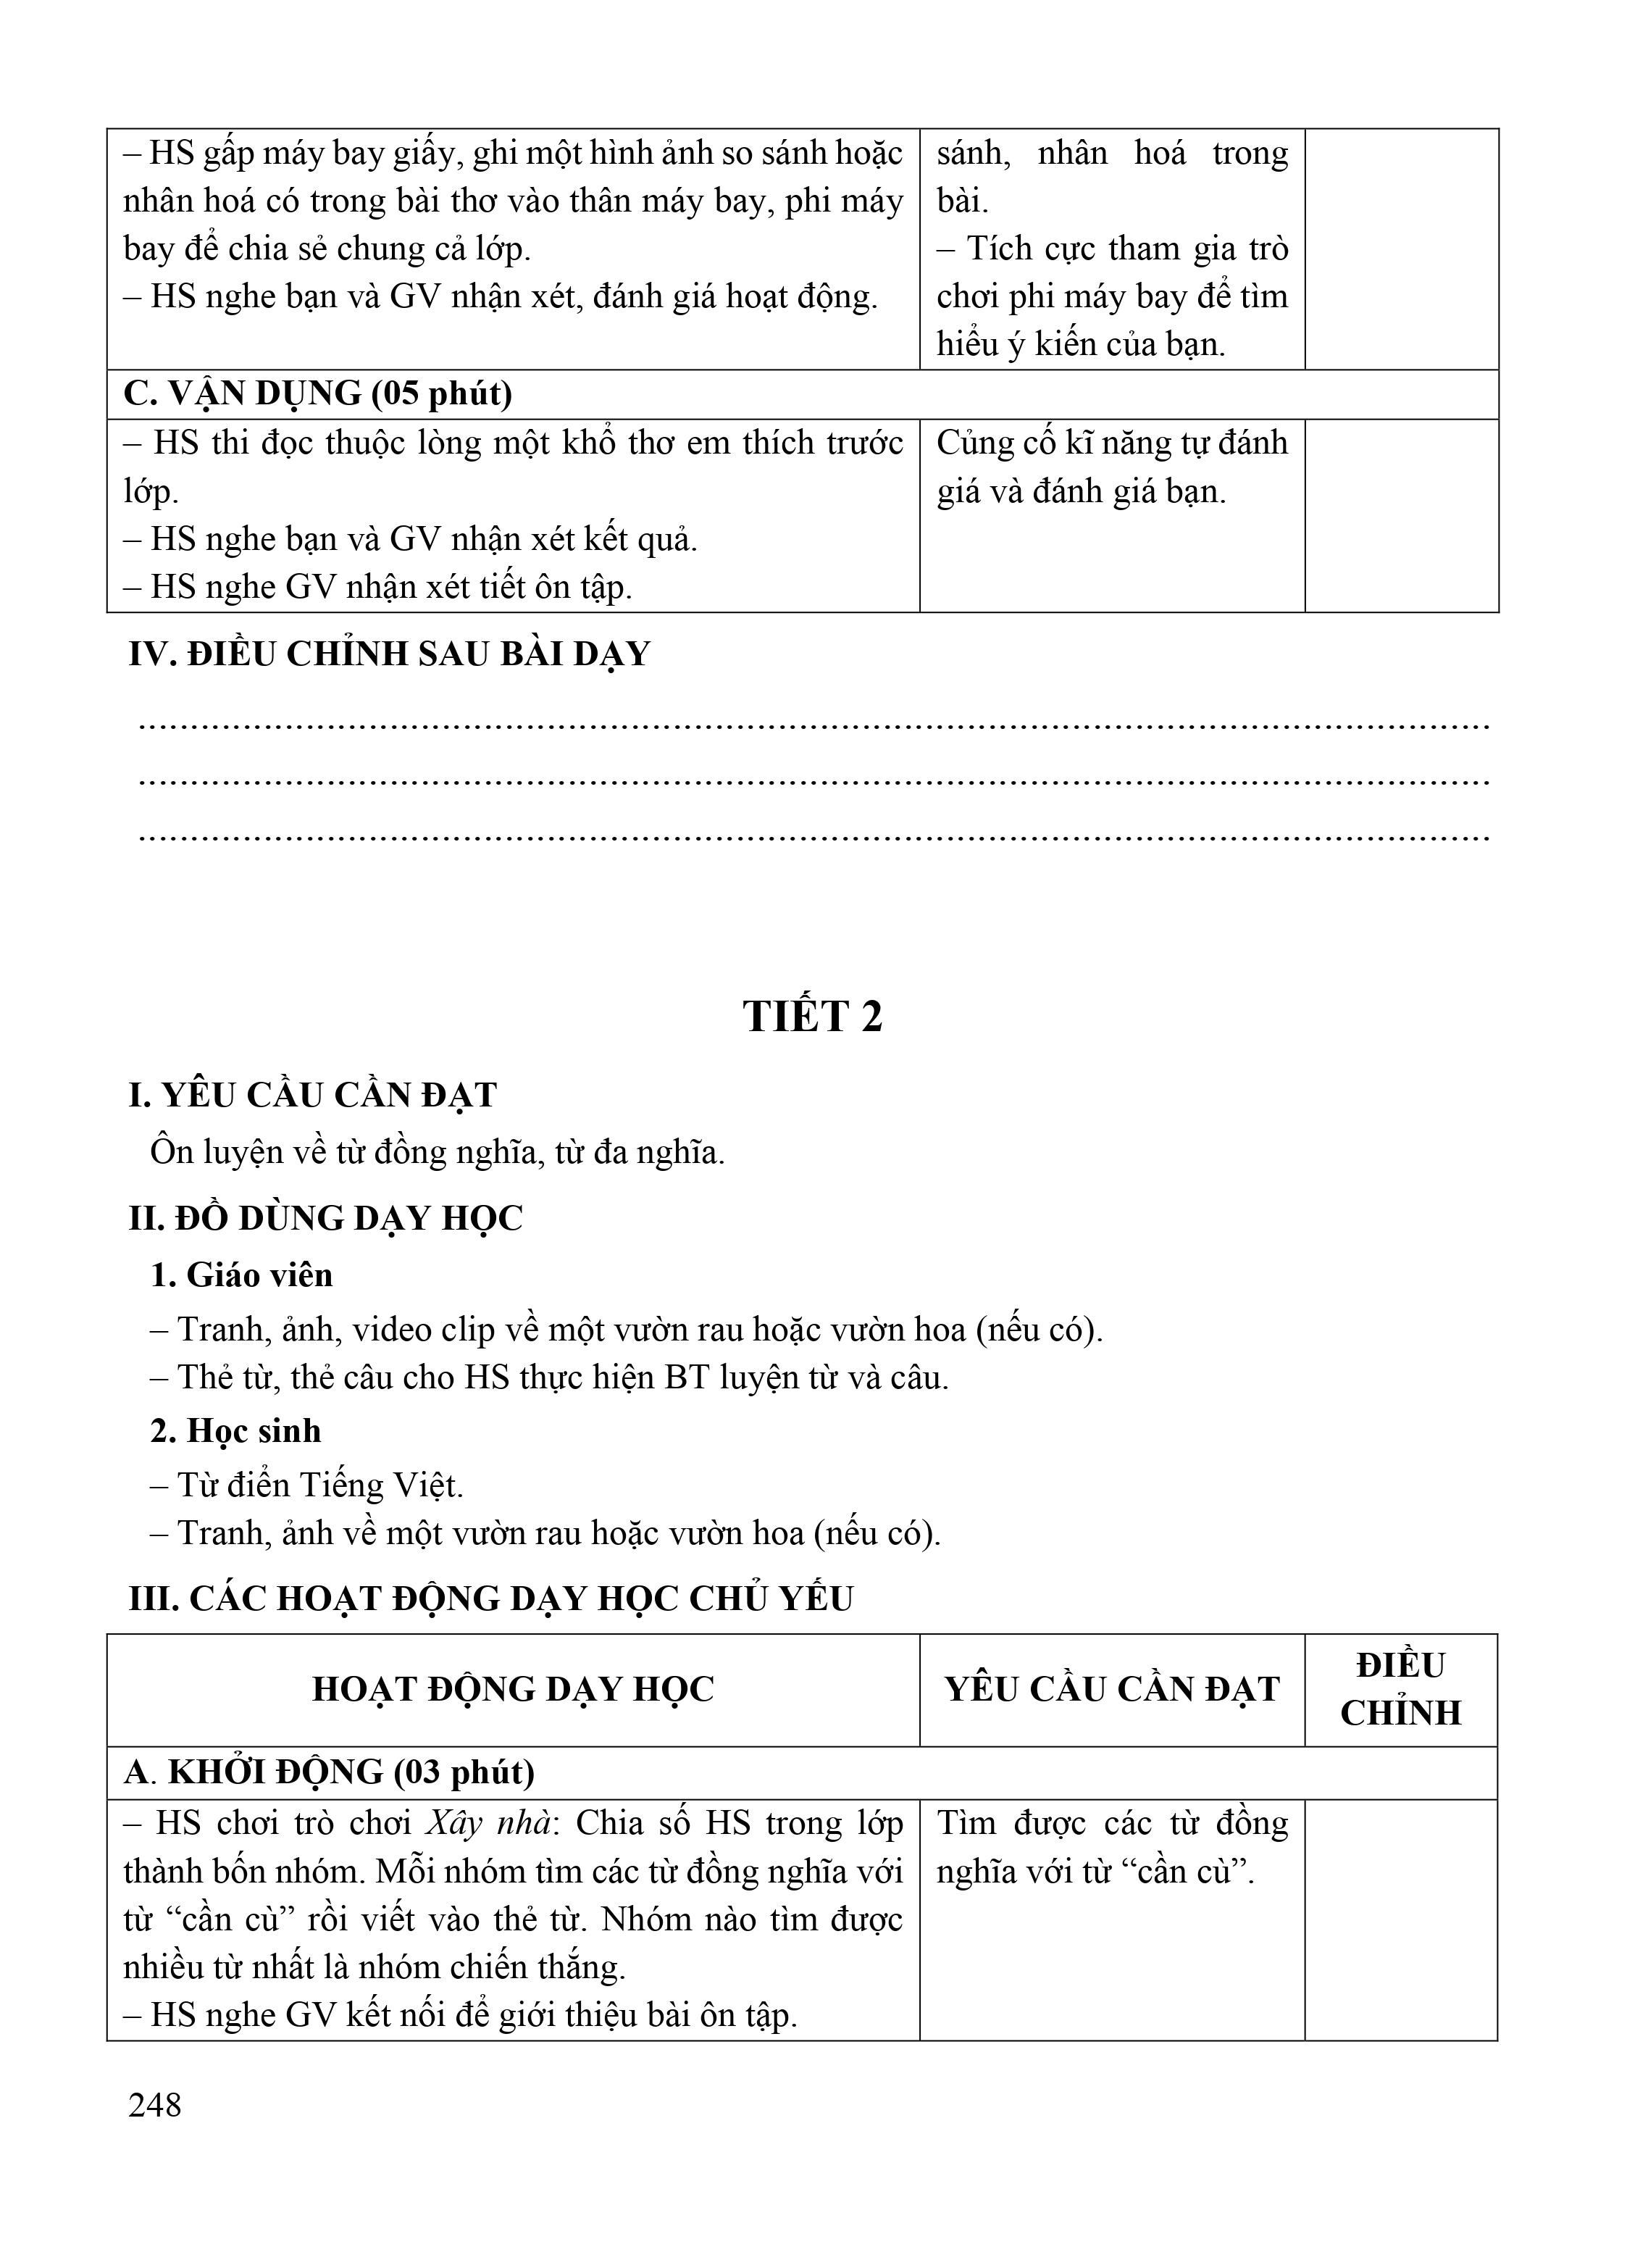 – HS gấp máy bay giấy, ghi một hình ảnh so sánh hoặc
nhân hoá có trong bài thơ vào thân máy bay, phi máy
bay để chia sẻ chung cả lớp.
– HS nghe bạn và GV nhận xét, đánh giá hoạt động.
sánh, nhân hoá trong
bài.
– Tích cực tham gia trò
chơi phi máy bay để tìm
hiểu ý kiến của bạn.
C. VẬN DỤNG (05 phút)
– HS thi đọc thuộc lòng một khổ thơ em thích trước
lớp.
– HS nghe bạn và GV nhận xét kết quả.
– HS nghe GV nhận xét tiết ôn tập.
Củng cố kĩ năng tự đánh
giá và đánh giá bạn.
IV. ĐIỀU CHỈNH SAU BÀI DẠY
TIẾT 2
I. YÊU CẦU CẦN ĐẠT
Ôn luyện về từ đồng nghĩa, từ đa nghĩa.
II. ĐỒ DÙNG DẠY HỌC
1. Giáo viên
– Tranh, ảnh, video clip về một vườn rau hoặc vườn hoa (nếu có).
– Thẻ từ, thẻ câu cho HS thực hiện BT luyện từ và câu.
2. Học sinh
– Từ điển Tiếng Việt.
– Tranh, ảnh về một vườn rau hoặc vườn hoa (nếu có).
III. CÁC HOẠT ĐỘNG DẠY HỌC CHỦ YẾU
HOẠT ĐỘNG DẠY HỌC
YÊU CẦU CẦN ĐẠT
ĐIỀU
CHỈNH
A. KHỞI ĐỘNG (03 phút)
– HS chơi trò chơi Xây nhà: Chia số HS trong lớp
thành bốn nhóm. Mỗi nhóm tìm các từ đồng nghĩa với
từ “cần cù” rồi viết vào thẻ từ. Nhóm nào tìm được
nhiều từ nhất là nhóm chiến thắng.
– HS nghe GV kết nối để giới thiệu bài ôn tập.
Tìm được các từ đồng
nghĩa với từ “cần cù”.
248